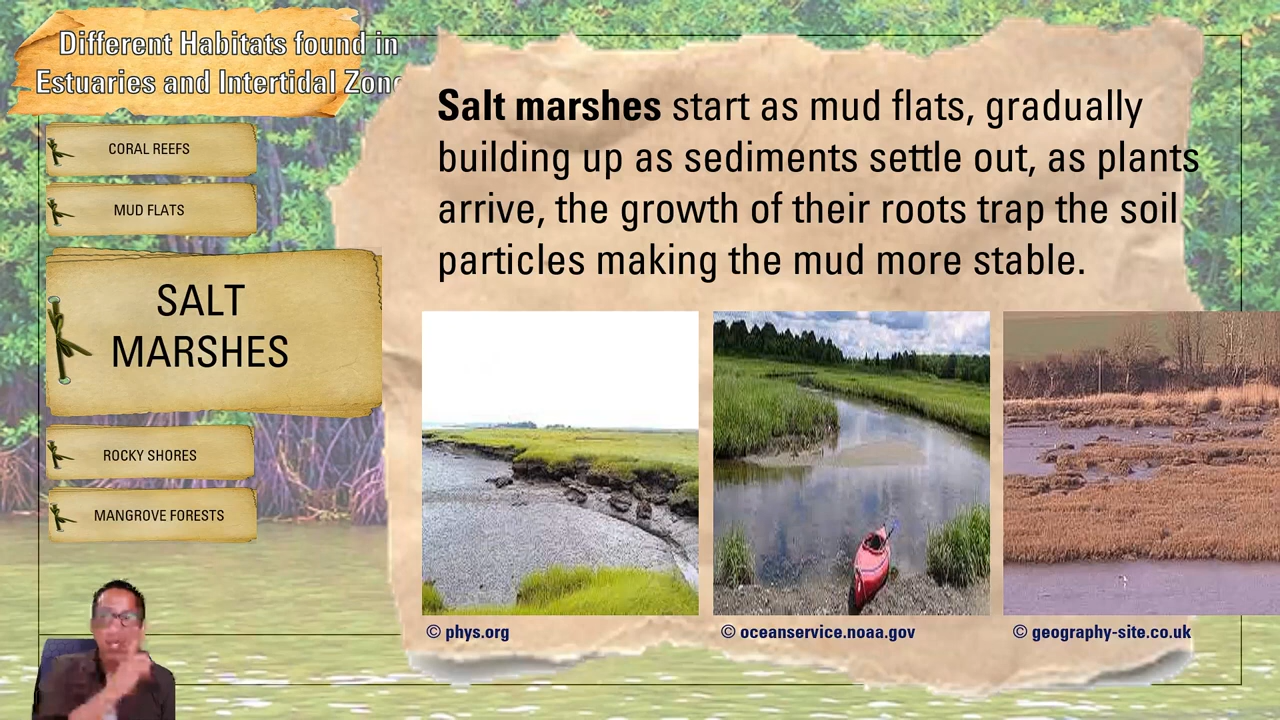 Different Habitats found in
Estuaries and Intertidal Zone
CORAL REEFS
MUD FLATS
SALT
MARSHES
ROCKY SHORES
MANGROVE FORESTS
Salt marshes start as mud flats, gradually
building up as sediments settle out, as plants
arrive, the growth of their roots trap the soil
particles making the mud more stable.
© phys.org
© oceanservice.noaa.gov
© geography-site.co.uk